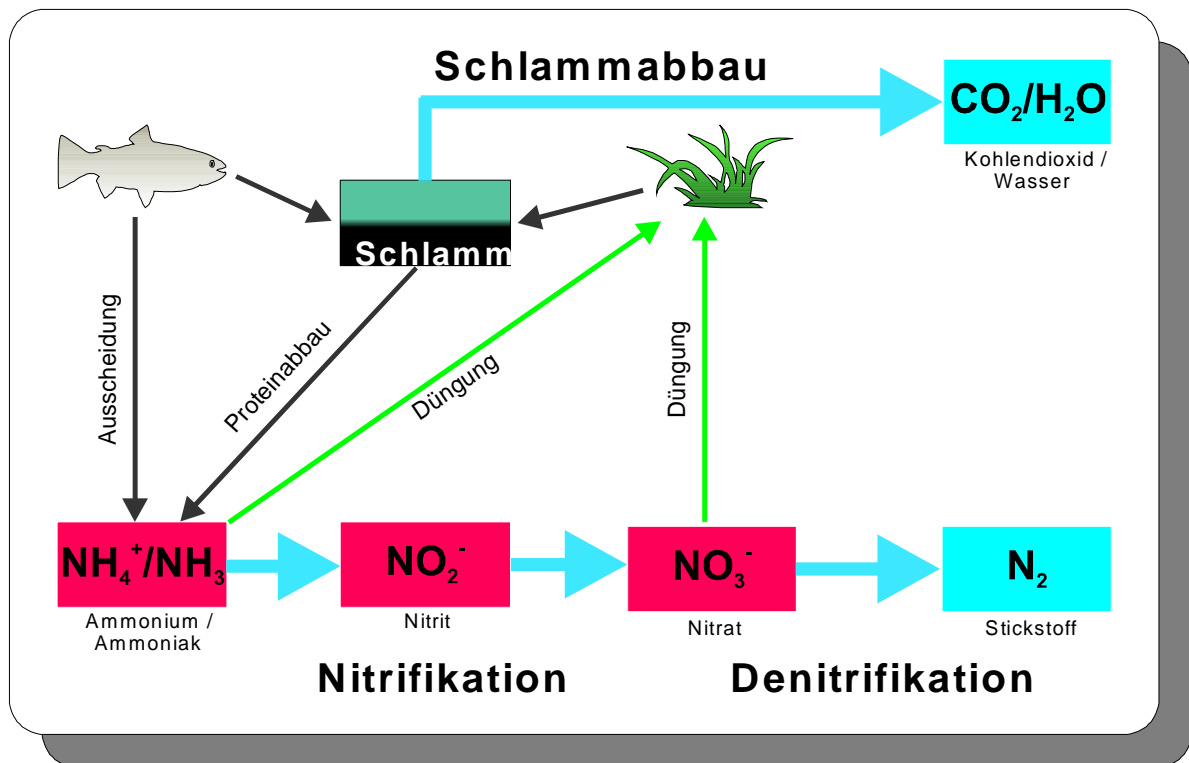 Schlammabbau
CO₂/H₂O
Kohlendioxid /
Wasser
Schlamm
Ausscheidung
Proteinabbau
Düngung
Düngung
NH₄⁺/NH₃
Ammonium /
Ammoniak
NO₂⁻
Nitrit
NO₃⁻
Nitrat
N₂
Stickstoff
Nitrifikation
Denitrifikation